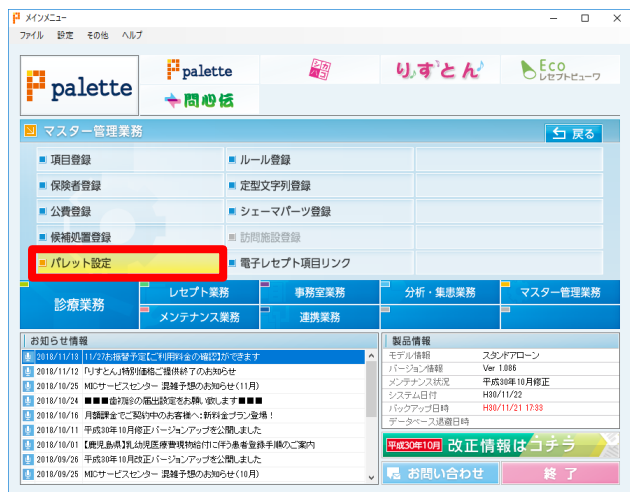 メインメニュー
ファイル 設定 その他 ヘルプ
palette
palette
シカカゴ
り,す とん
Eco レセプトビューワ
問心伝
マスター管理業務
戻る
項目登録
ルール登録
保険者登録
定型文字列登録
公費登録
シェーマパーツ登録
候補処置登録
訪問施設登録
パレット設定
電子レセプト項目リンク
診療業務
レセプト業務
事務室業務
分析・集患業務
マスター管理業務
メンテナンス業務
連携業務
お知らせ情報
2018/11/13 11/27お振替予定【ご利用料金の確認】ができます
2018/11/12 「りすとん」特別価格ご提供終了のお知らせ
2018/10/25 MICサービスセンター 混雑予想のお知らせ(11月)
2018/10/24 ■■■歯初診の届出設定をお願い致します■■■
2018/10/16 月額課金でご契約中のお客様へ:新料金プラン登場！
2018/10/11 平成30年10月修正バージョンアップを公開しました
2018/10/01 【鹿児島県】乳幼児医療費現物給付に伴う患者登録手順のご案内
2018/09/26 平成30年10月改正バージョンアップを公開しました
2018/09/25 MICサービスセンター 混雑予想のお知らせ(10月)
製品情報
モデル情報 スタンドアローン
バージョン情報 Ver 1.086
メンテナンス状況 平成30年10月修正
システム日付 H30/11/22
バックアップ日時 H30/11/21 17:33
データベース退避日時
平成30年10月 改正情報はコチラ
お問い合わせ
終了